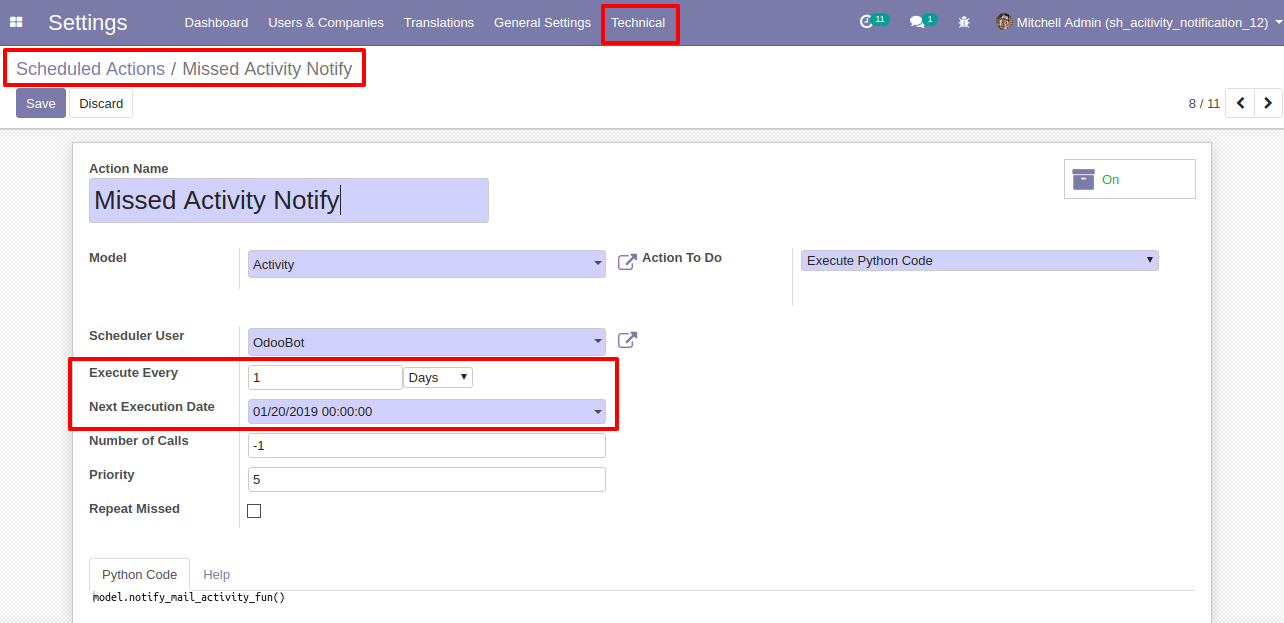 Settings Dashboard Users & Companies Translations General Settings Technical 11 1 Mitchell Admin (sh_acitivity_notification_12)
Scheduled Actions / Missed Activity Notify
Save Discard 8 / 11
Action Name
Missed Activity Notify
On
Model Activity Action To Do Execute Python Code
Scheduler User OdooBot
Execute Every 1 Days
Next Execution Date 01/20/2019 00:00:00
Number of Calls -1
Priority 5
Repeat Missed
Python Code Help
model.notify_mail_activity_fun()